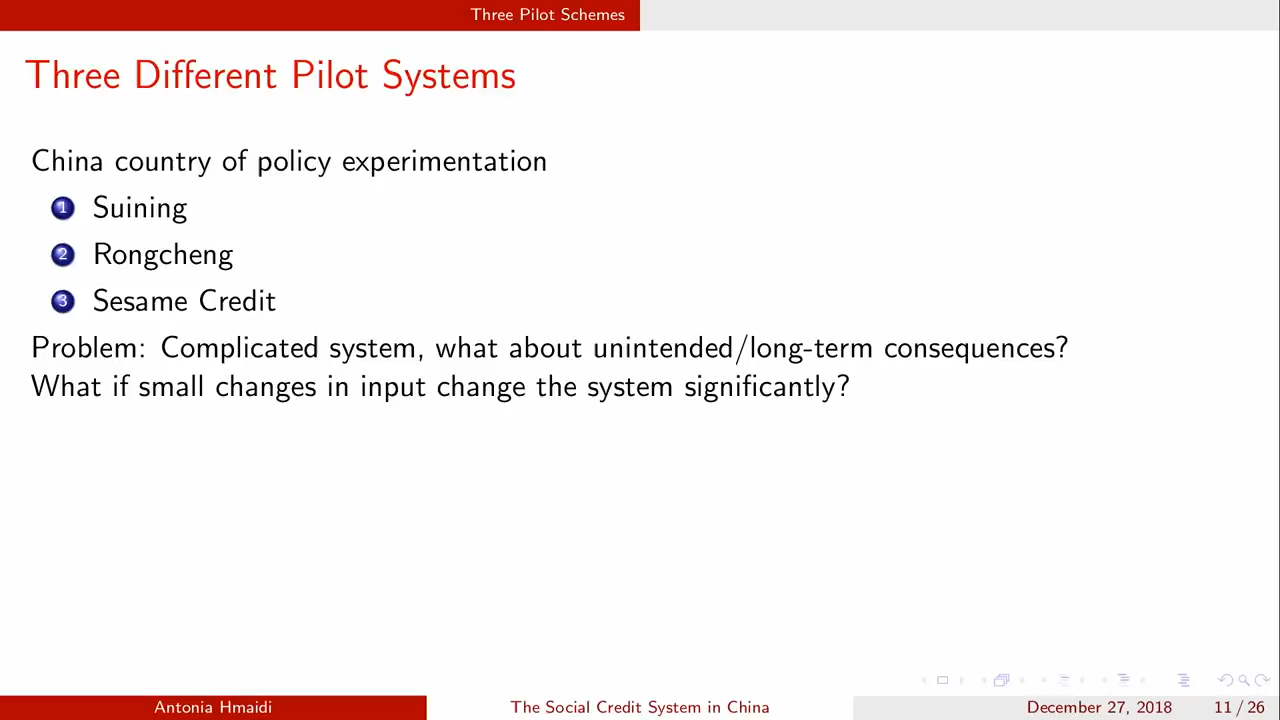 Three Pilot Schemes
Three Different Pilot Systems
China country of policy experimentation
1 Suining
2 Rongcheng
3 Sesame Credit
Problem: Complicated system, what about unintended/long-term consequences?
What if small changes in input change the system significantly?
Antonia Hmaidi The Social Credit System in China December 27, 2018 11 / 26